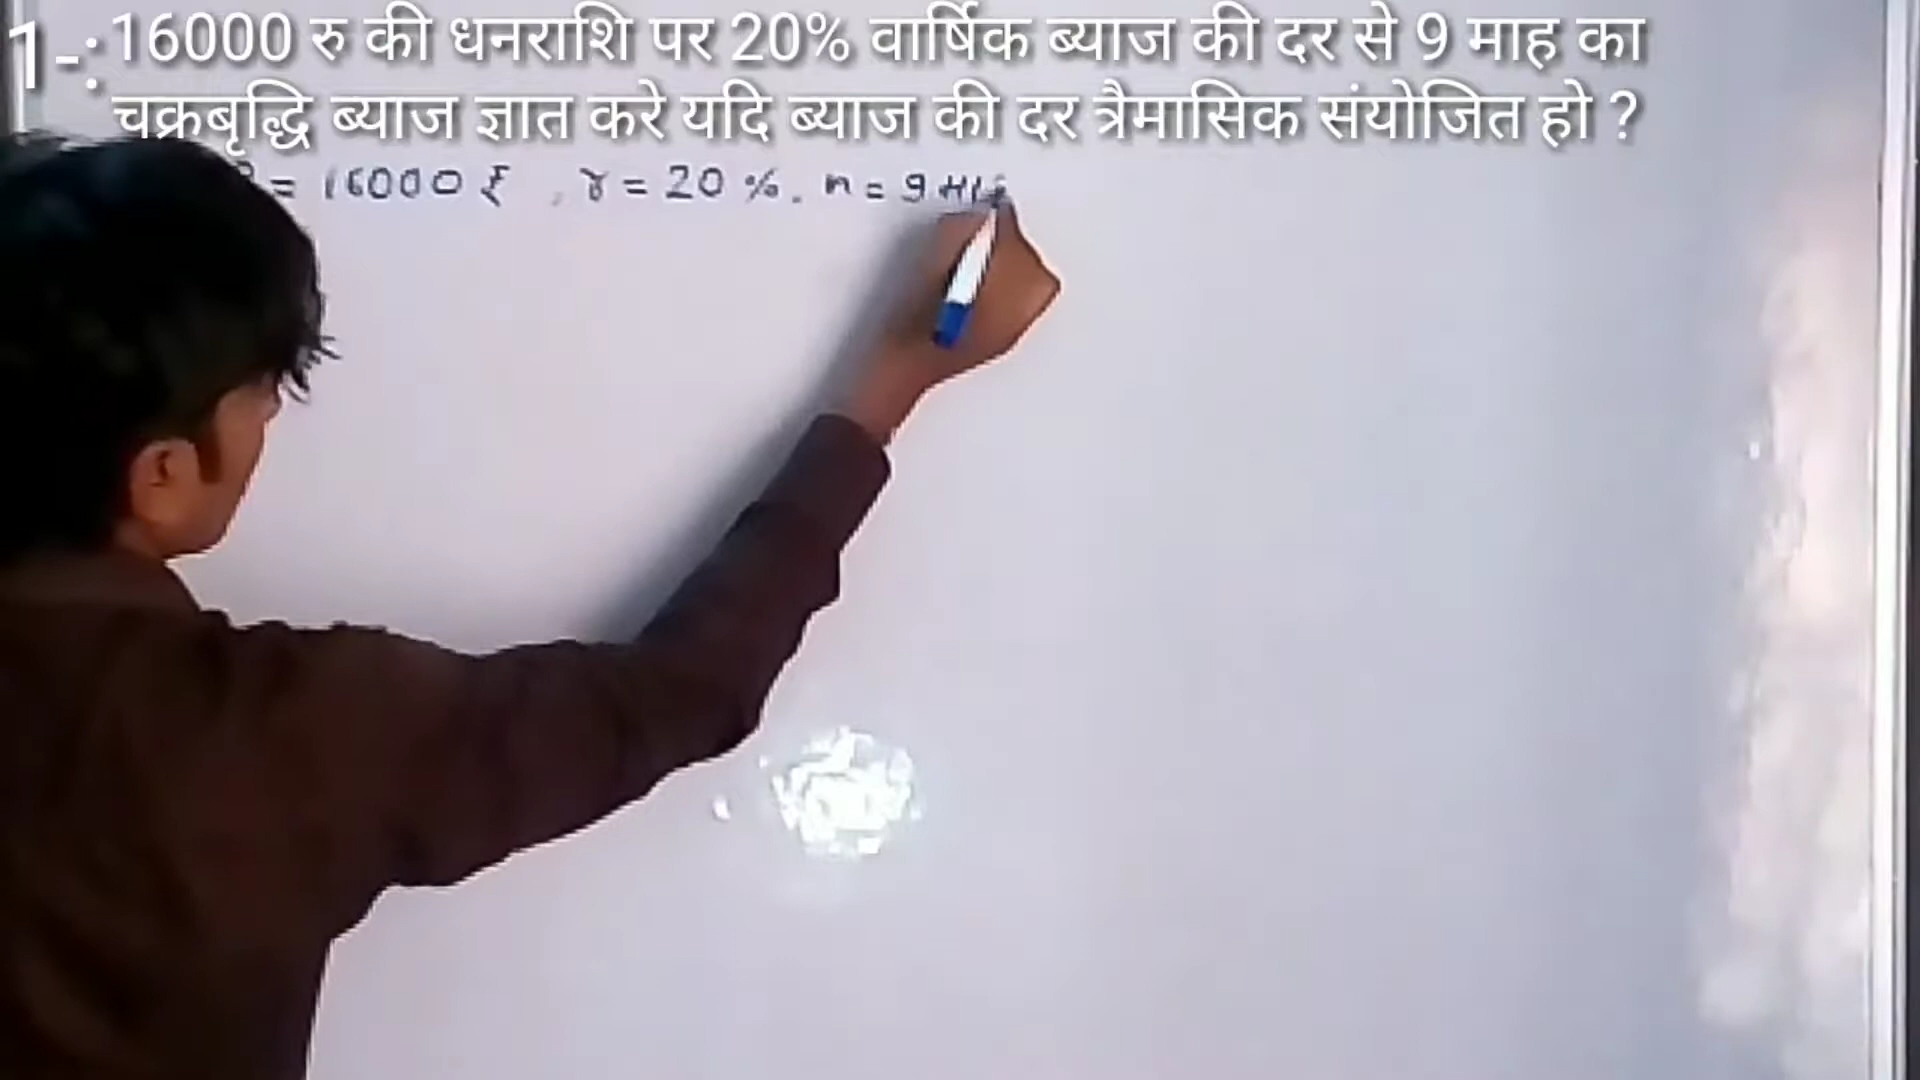 1-: 16000 रु की धनराशि पर 20% वार्षिक ब्याज की दर से 9 माह का
चक्रबृद्धि ब्याज ज्ञात करे यदि ब्याज की दर त्रैमासिक संयोजित हो ?
= 16000 ₹ , r = 20 %. n = 9